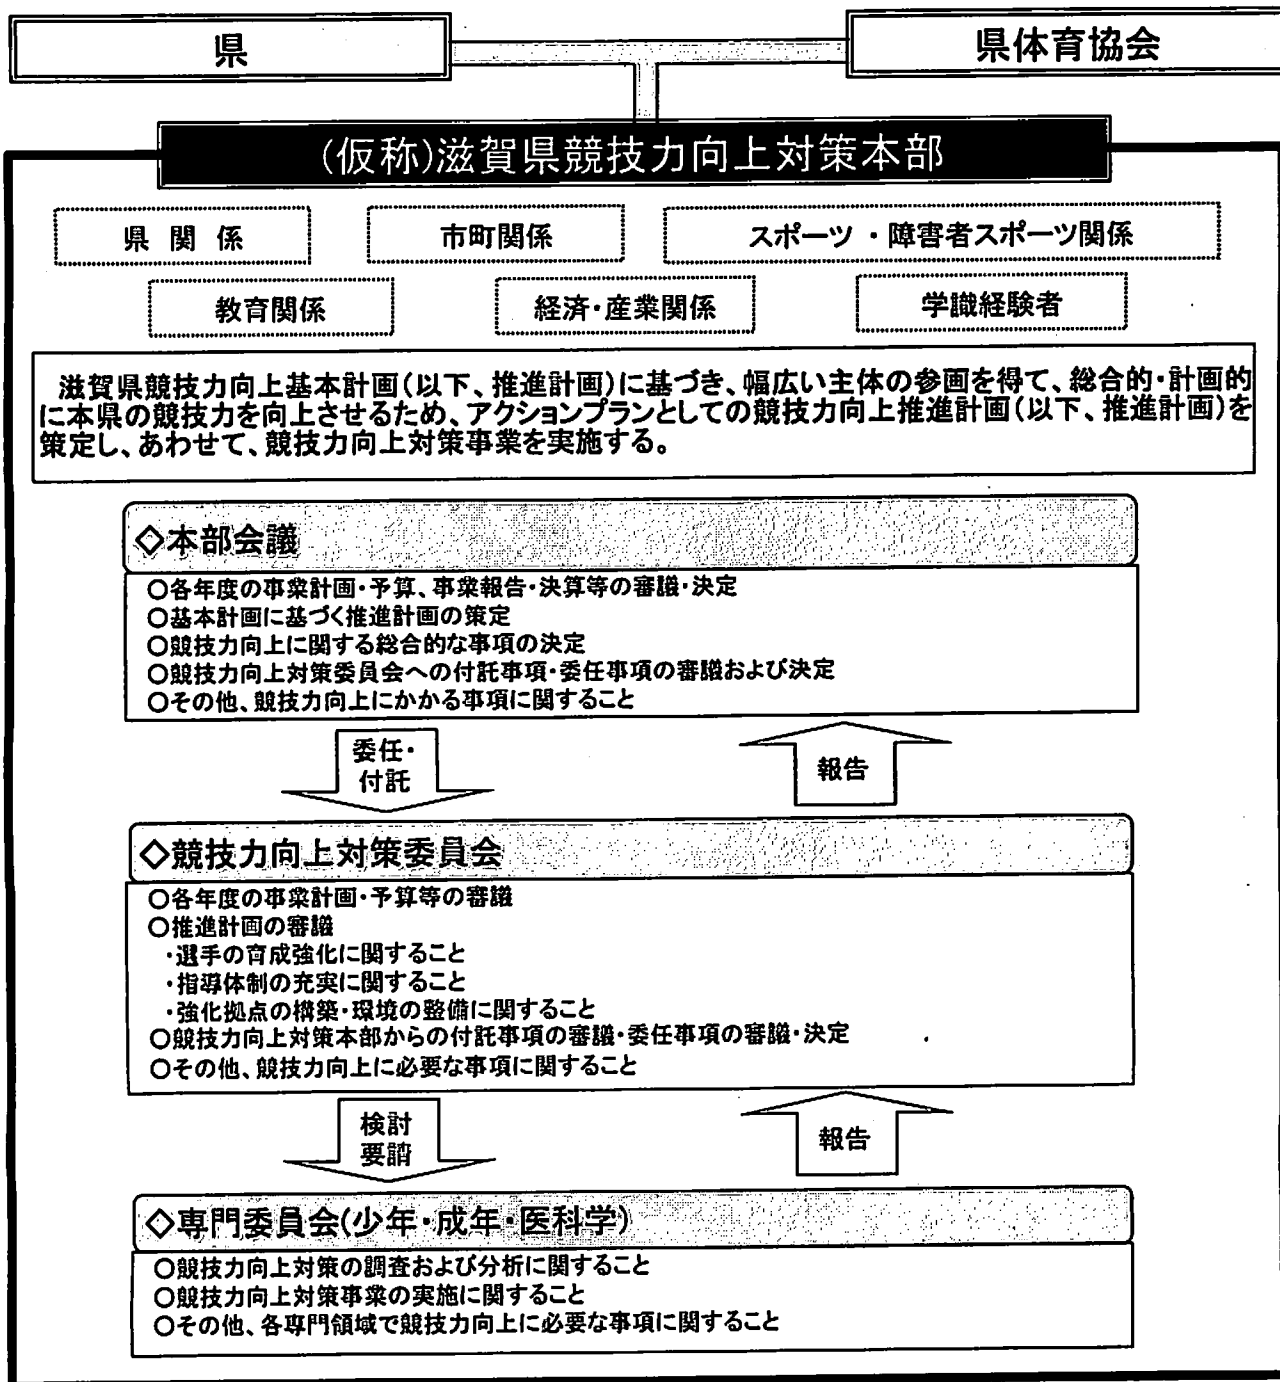 県
県体育協会
(仮称)滋賀県競技力向上対策本部
県 関 係
市町関係
スポーツ ・障害者スポーツ関係
教育関係
経済・産業関係
学識経験者
滋賀県競技力向上基本計画(以下、推進計画)に基づき、幅広い主体の参画を得て、総合的・計画的
に本県の競技力を向上させるため、アクションプランとしての競技力向上推進計画(以下、推進計画)を
策定し、あわせて、競技力向上対策事業を実施する。
◇本部会議
○各年度の事業計画・予算、事業報告・決算等の審議・決定
○基本計画に基づく推進計画の策定
○競技力向上に関する総合的な事項の決定
○競技力向上対策委員会への付託事項・委任事項の審議および決定
○その他、競技力向上にかかる事項に関すること
委任・
付託
報告
◇競技力向上対策委員会
○各年度の事業計画・予算等の審議
○推進計画の審議
・選手の育成強化に関すること
・指導体制の充実に関すること
・強化拠点の構築・環境の整備に関すること
○競技力向上対策本部からの付託事項の審議・委任事項の審議・決定
○その他、競技力向上に必要な事項に関すること
検討
要請
報告
◇専門委員会(少年・成年・医科学)
○競技力向上対策の調査および分析に関すること
○競技力向上対策事業の実施に関すること
○その他、各専門領域で競技力向上に必要な事項に関すること